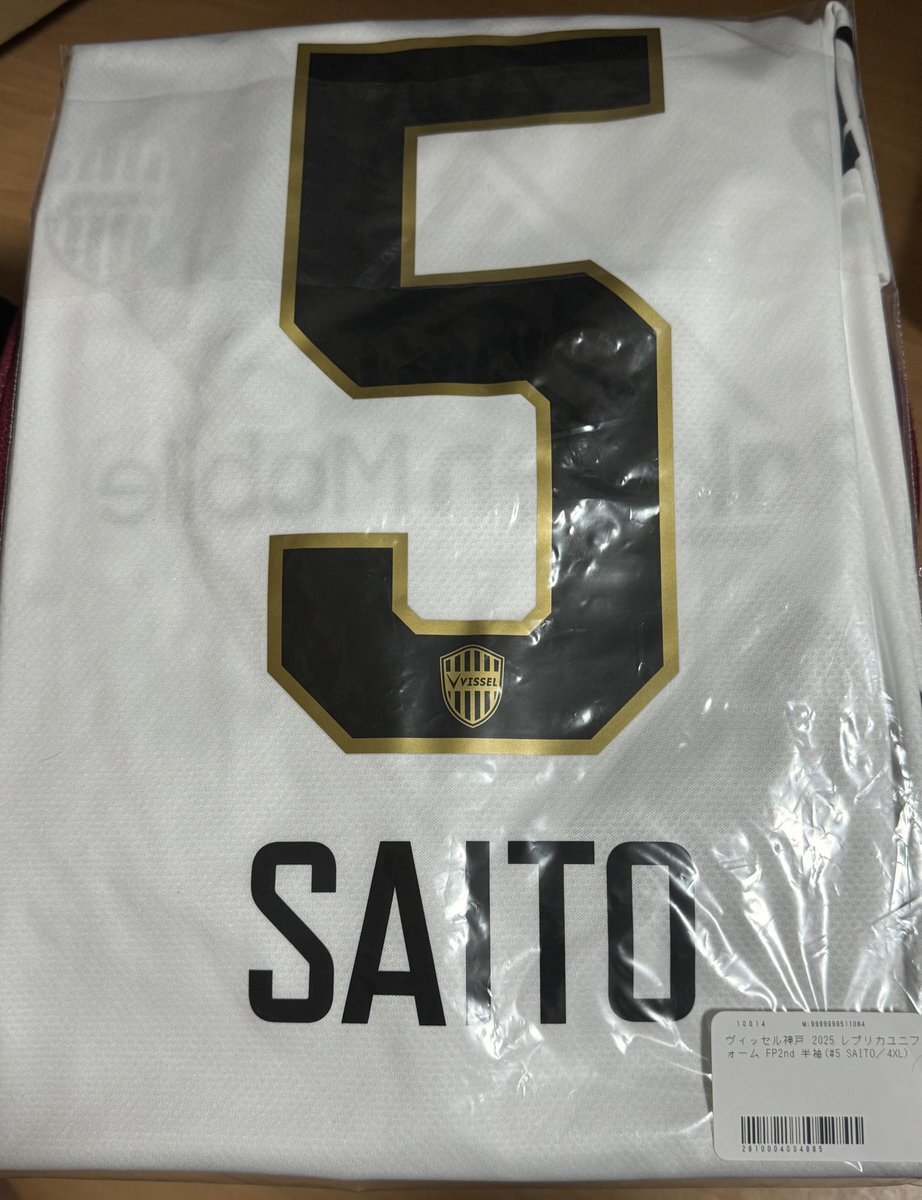 5
VISSEL
SAITO
10014 M:9999999511084
ヴィッセル神戸 2025 レプリカユニフ
ォーム FP2nd 半袖(#5 SAITO/4XL)
2810004004885